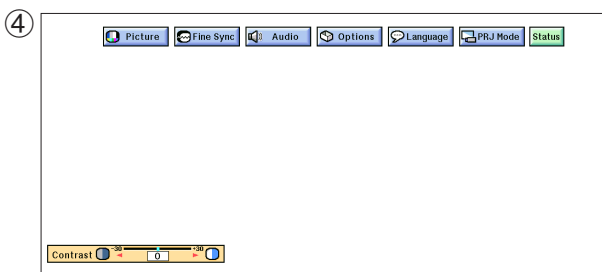 ④
Picture Fine Sync Audio Options Language PRJ Mode Status
Contrast -30 0 +30